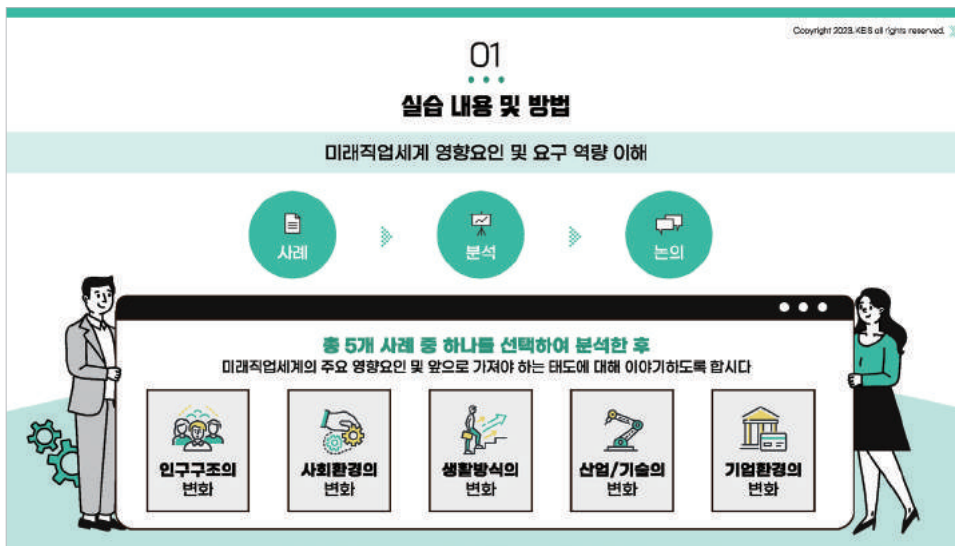 Copyright 2023. KBS all rights reserved.
01
실습 내용 및 방법
미래직업세계 영향요인 및 요구 역량 이해
사례
분석
논의
총 5개 사례 중 하나를 선택하여 분석한 후
미래직업세계의 주요 영향요인 및 앞으로 가져야 하는 태도에 대해 이야기하도록 합시다
인구구조의
변화
사회환경의
변화
생활방식의
변화
산업/기술의
변화
기업환경의
변화